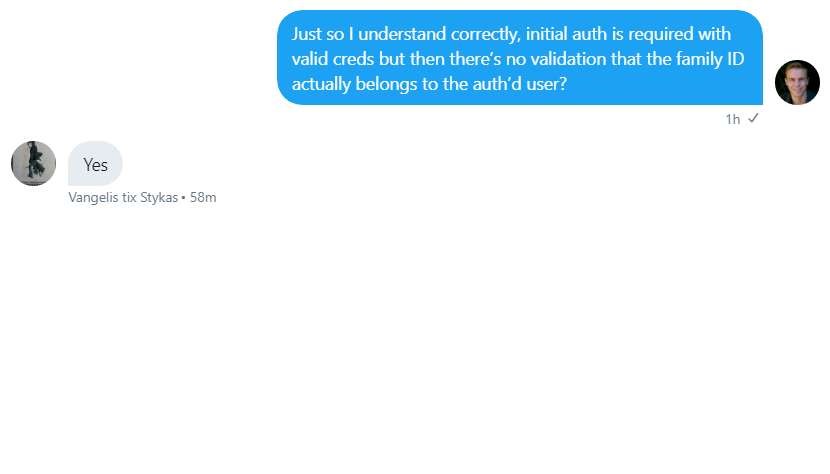 Just so I understand correctly, initial auth is required with
valid creds but then there’s no validation that the family ID
actually belongs to the auth’d user?
1h ✓
Yes
Vangelis tix Stykas • 58m